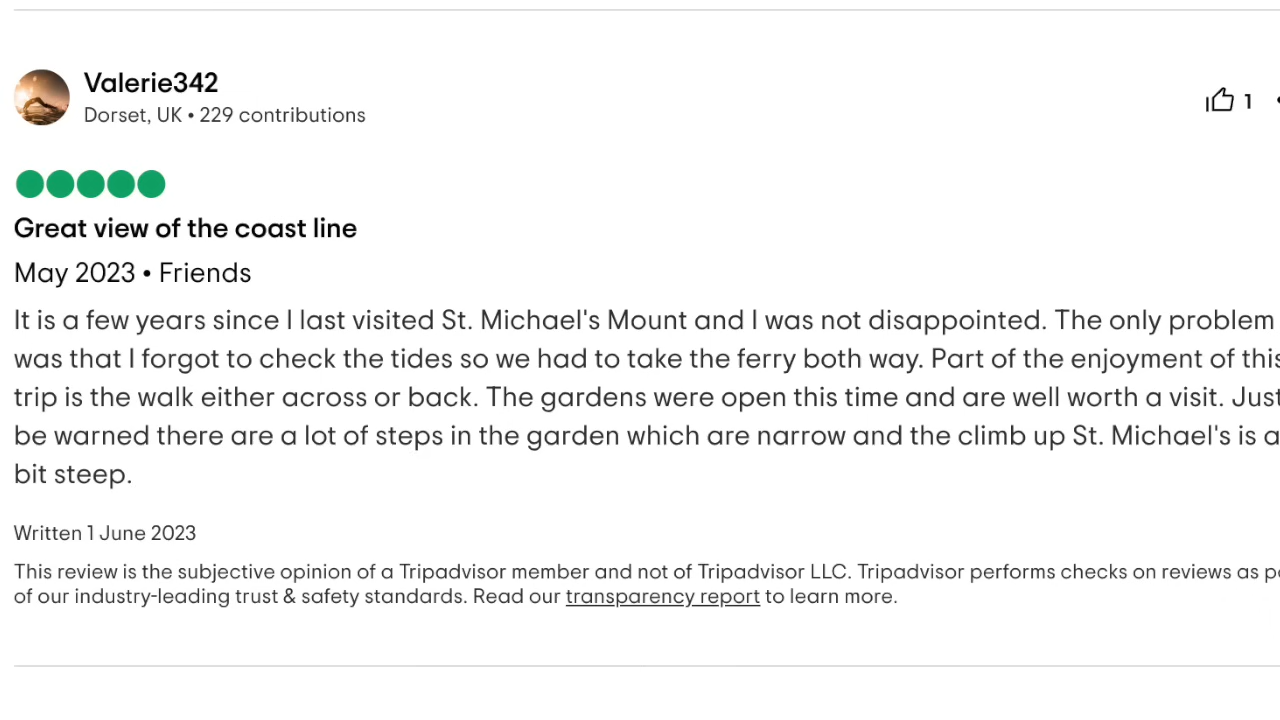 Valerie342
Dorset, UK • 229 contributions
1
Great view of the coast line
May 2023 • Friends
It is a few years since I last visited St. Michael's Mount and I was not disappointed. The only problem
was that I forgot to check the tides so we had to take the ferry both way. Part of the enjoyment of this
trip is the walk either across or back. The gardens were open this time and are well worth a visit. Just
be warned there are a lot of steps in the garden which are narrow and the climb up St. Michael's is a
bit steep.
Written 1 June 2023
This review is the subjective opinion of a Tripadvisor member and not of Tripadvisor LLC. Tripadvisor performs checks on reviews as
of our industry-leading trust & safety standards. Read our transparency report to learn more.